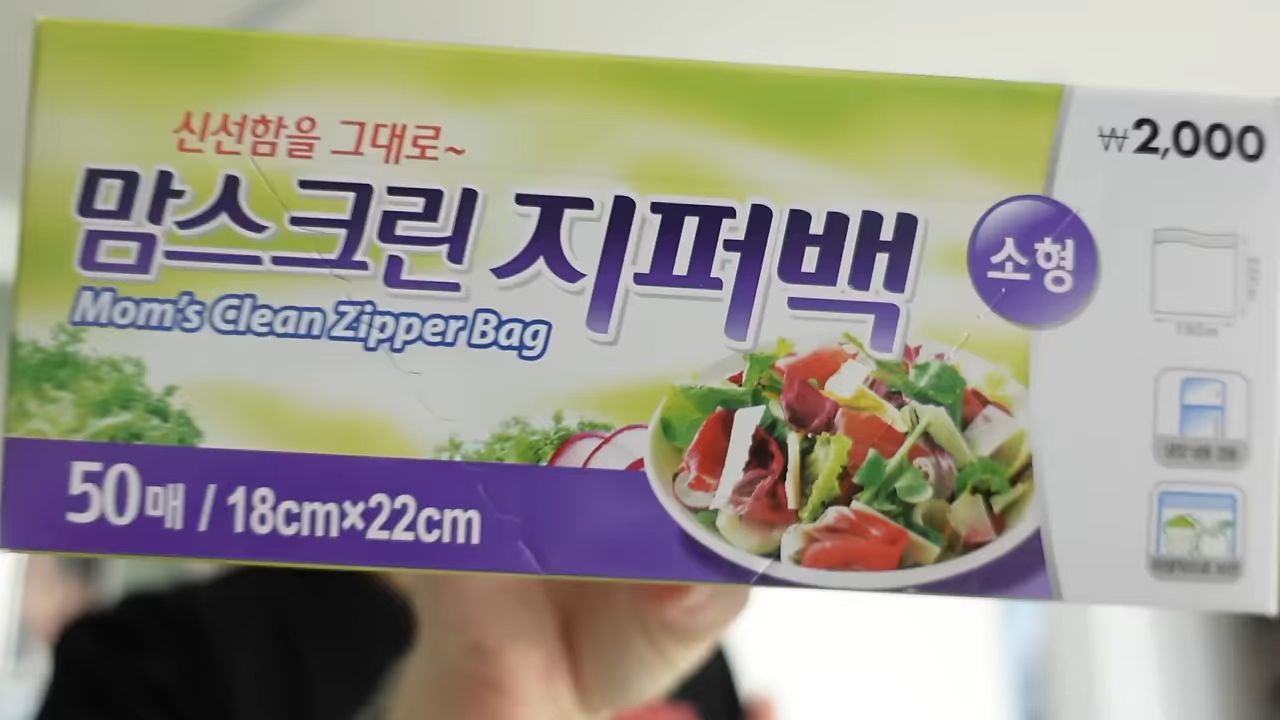 신선함을 그대로~
맘스크린 지퍼백
Mom's Clean Zipper Bag
소형
50매 / 18cm×22cm
₩2,000